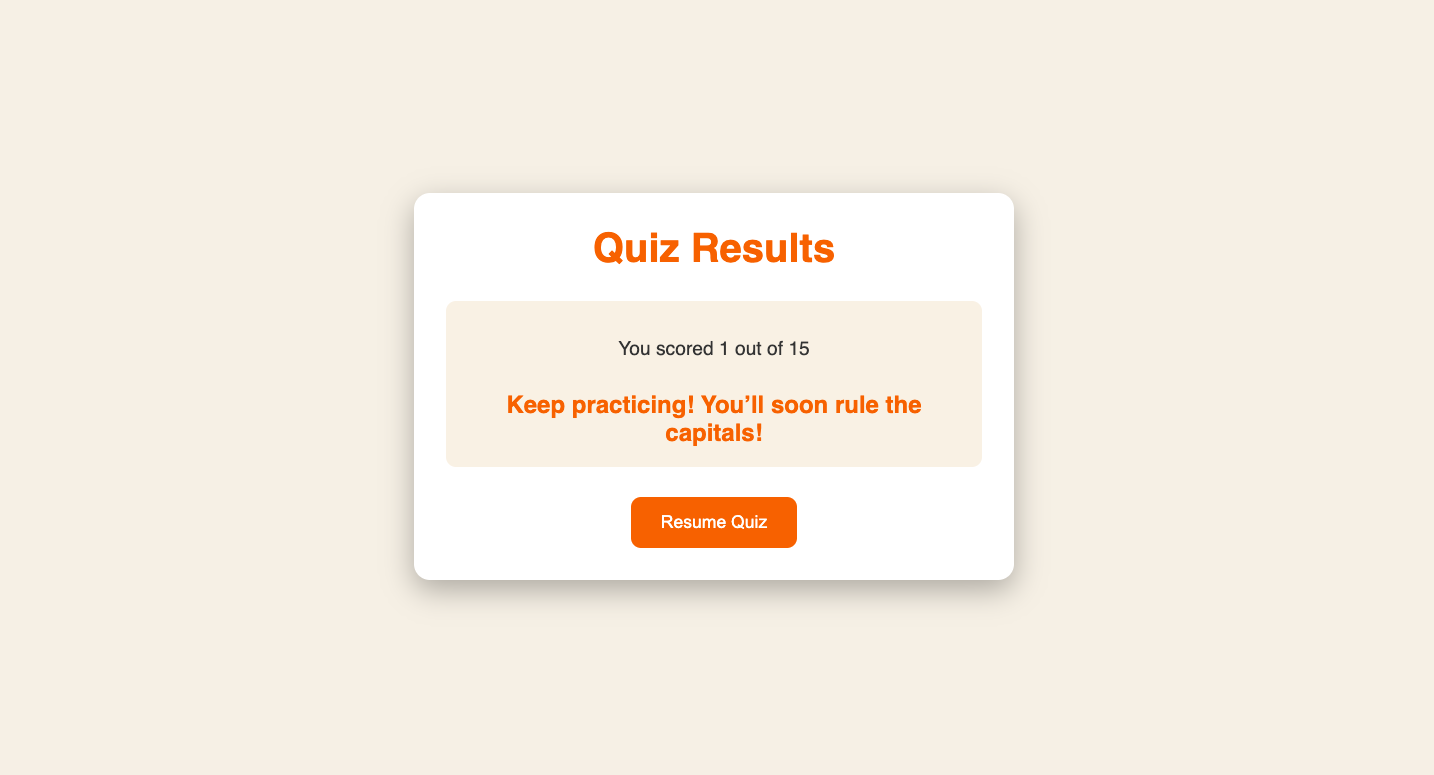 Quiz Results
You scored 1 out of 15
Keep practicing! You’ll soon rule the
capitals!
Resume Quiz